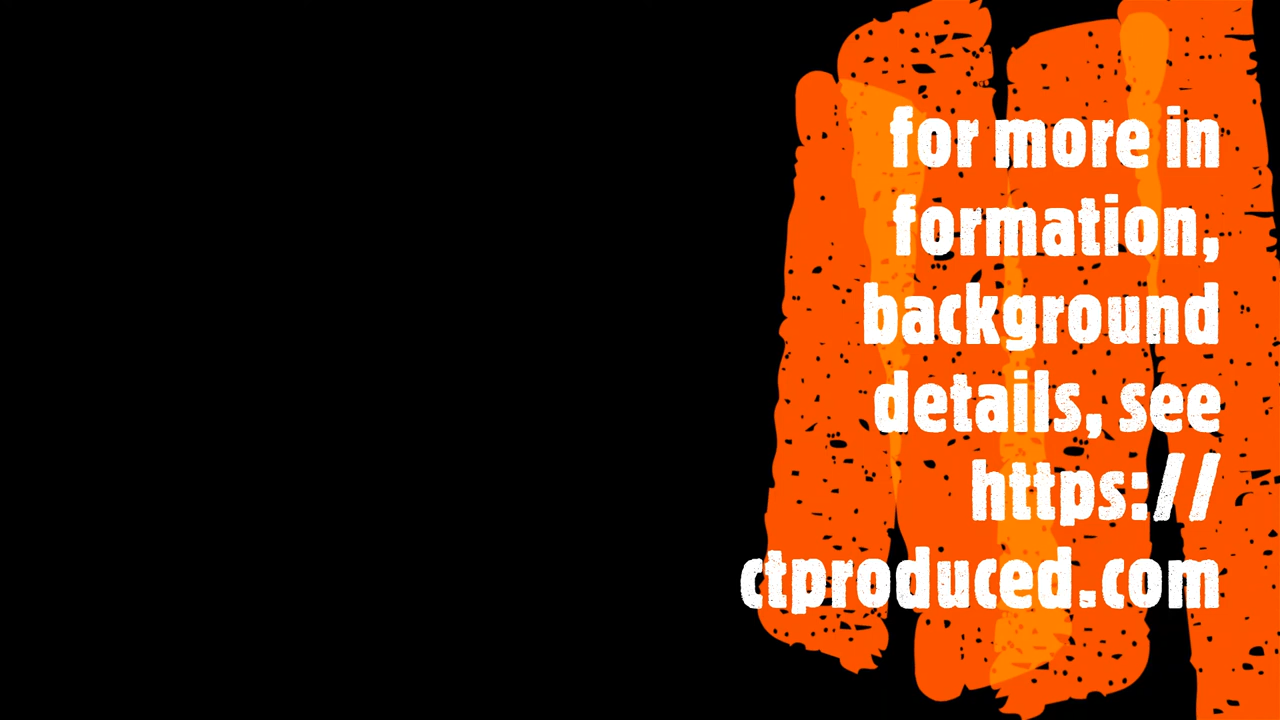 for more in
formation,
background
details, see
https://
ctproduced.com